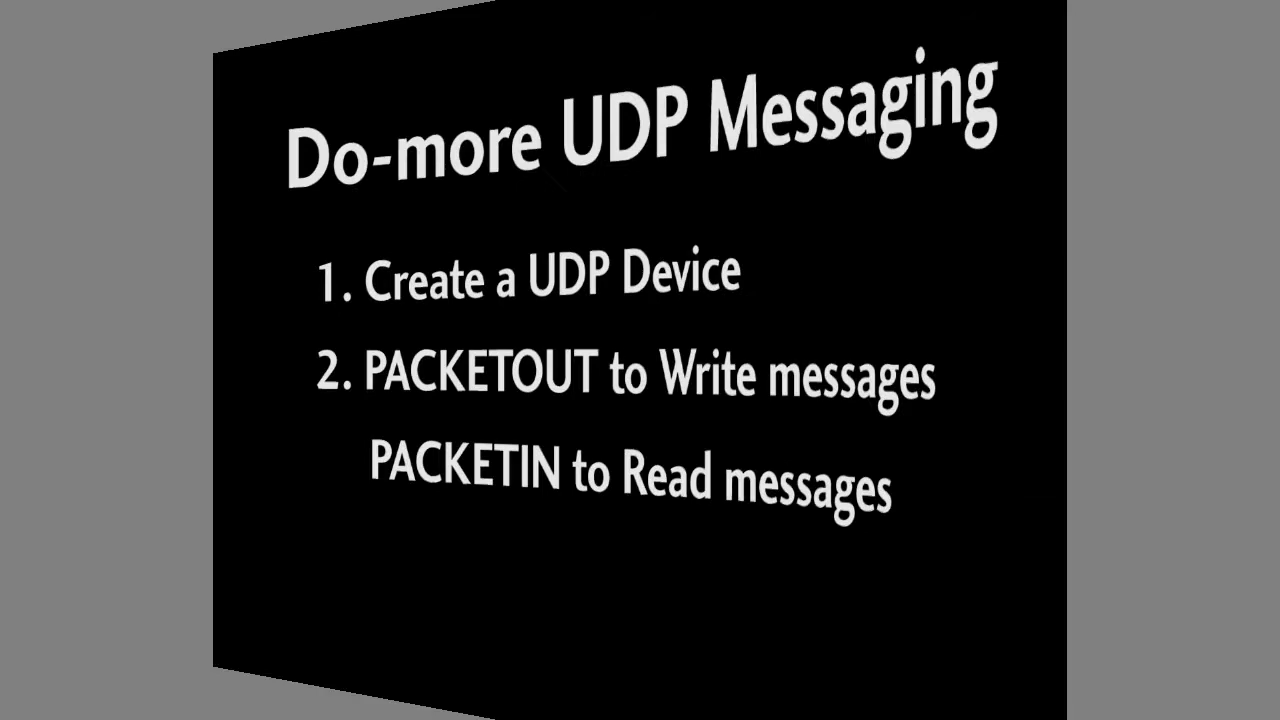 Do-more UDP Messaging
1. Create a UDP Device
2. PACKETOUT to Write messages
PACKETIN to Read messages